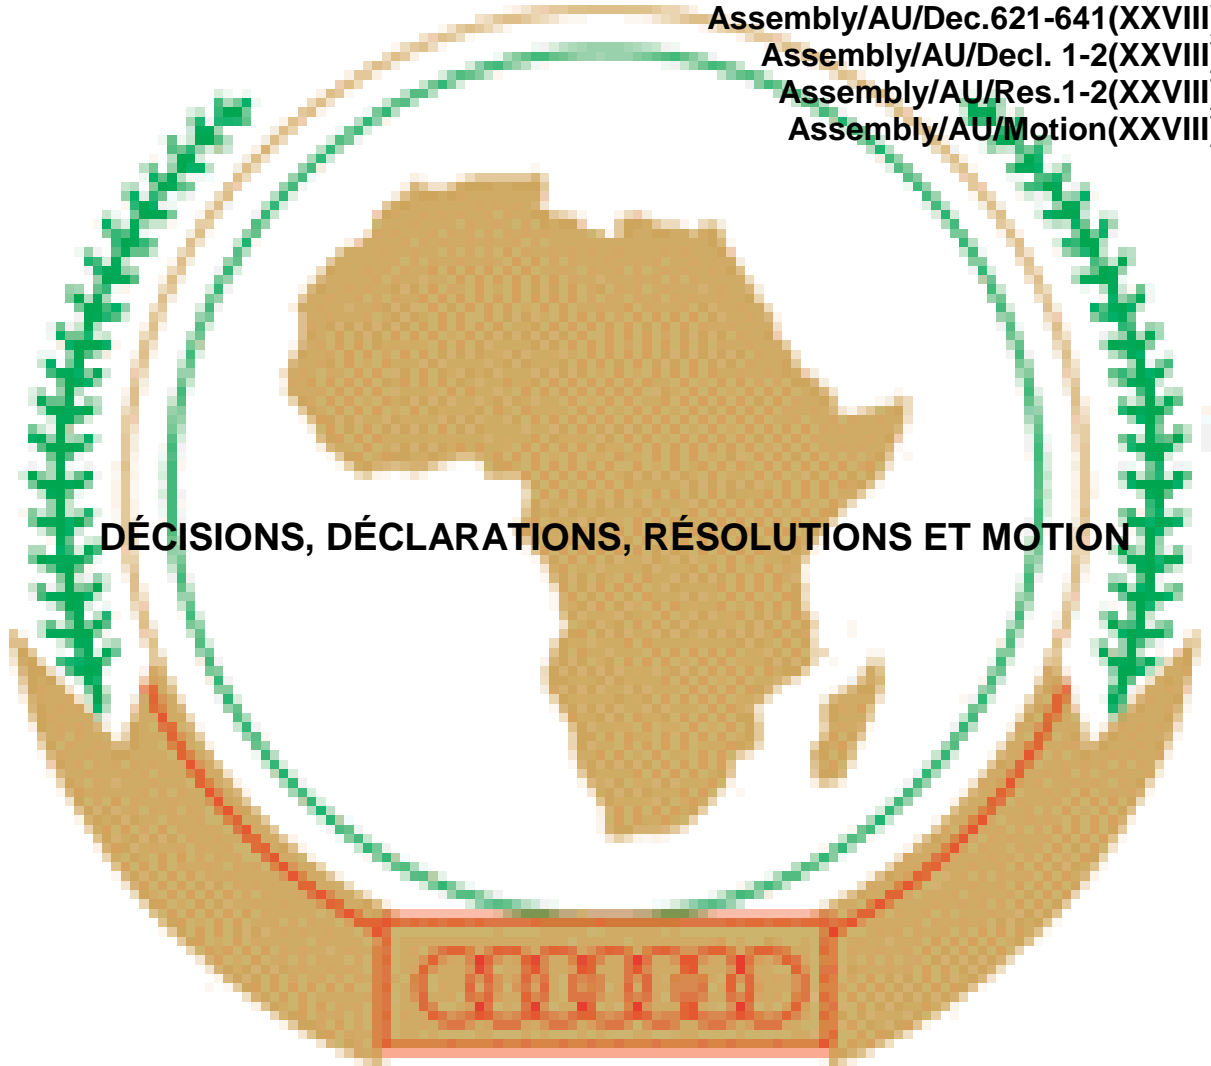 Assembly/AU/Dec.621-641(XXVIII)
Assembly/AU/Decl. 1-2(XXVIII)
Assembly/AU/Res.1-2(XXVIII)
Assembly/AU/Motion(XXVIII)
DÉCISIONS, DÉCLARATIONS, RÉSOLUTIONS ET MOTION